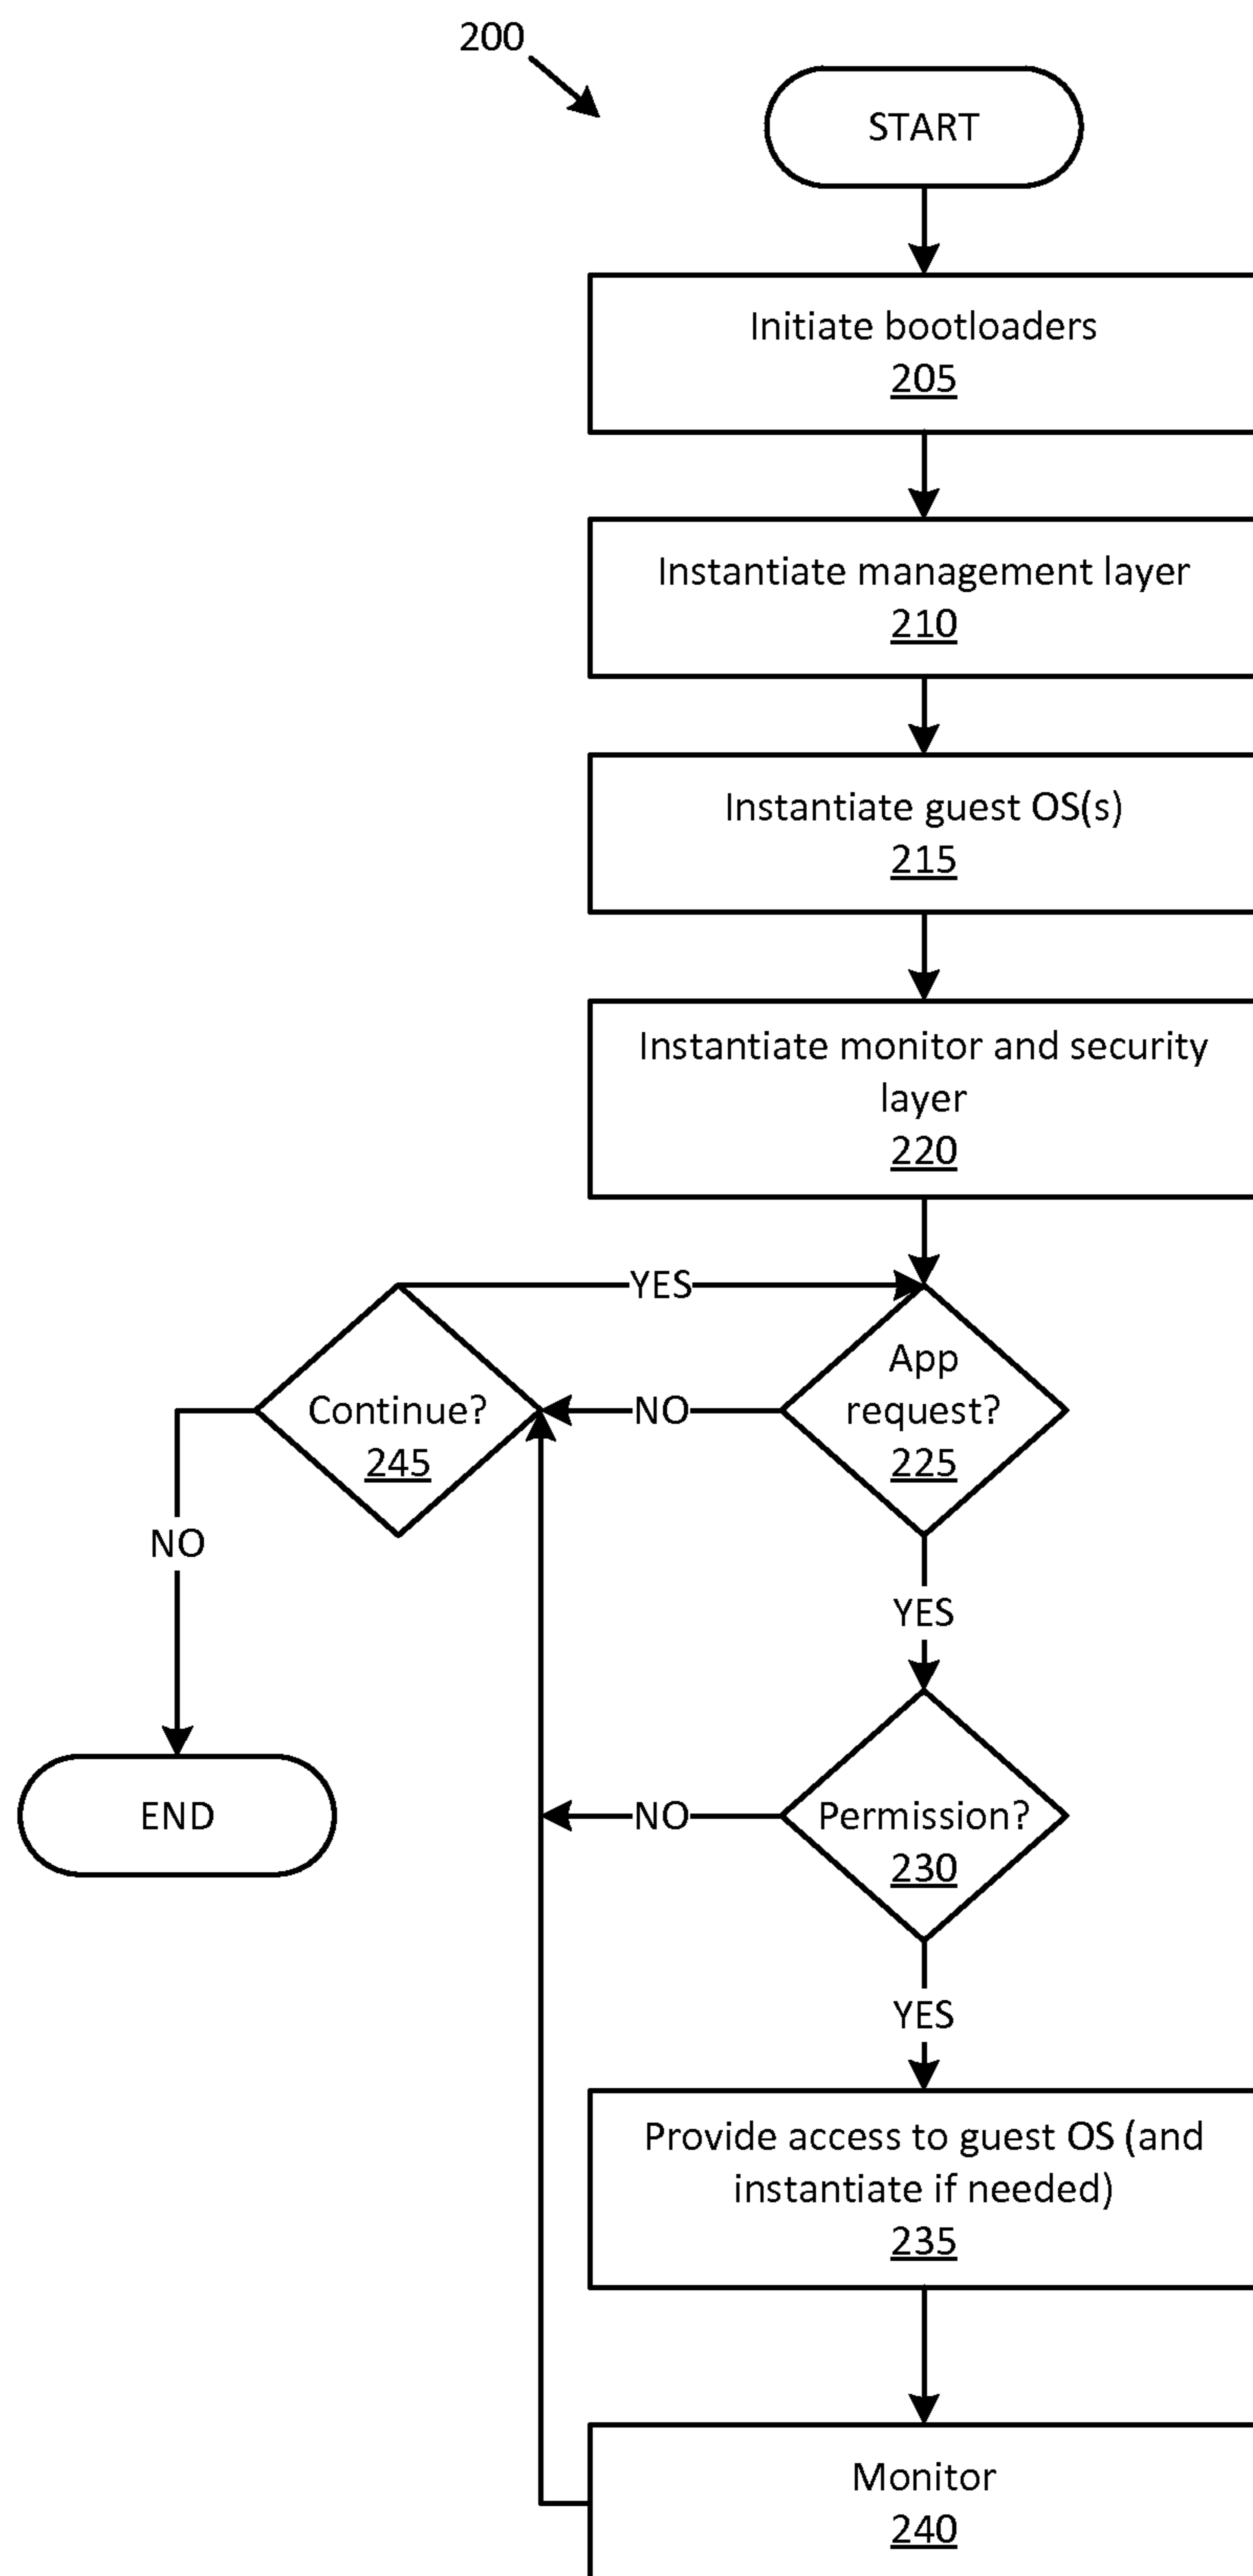 200
START
Initiate bootloaders
205
Instantiate management layer
210
Instantiate guest OS(s)
215
Instantiate monitor and security
layer
220
YES
App
request?
225
NO
Continue?
245
NO
YES
END
Permission?
230
NO
YES
Provide access to guest OS (and
instantiate if needed)
235
Monitor
240